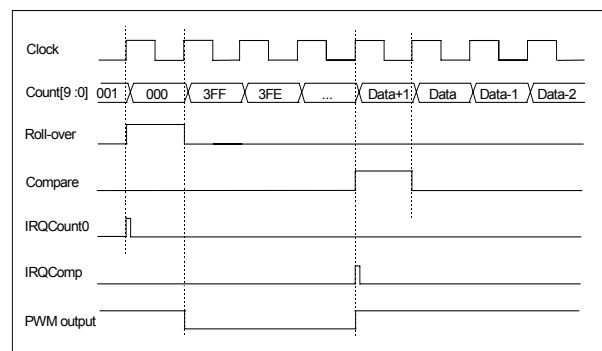 Clock
Count[9 :0] 001 000 3FF 3FE ... Data+1 Data Data-1 Data-2
Roll-over
Compare
IRQCount0
IRQComp
PWM output